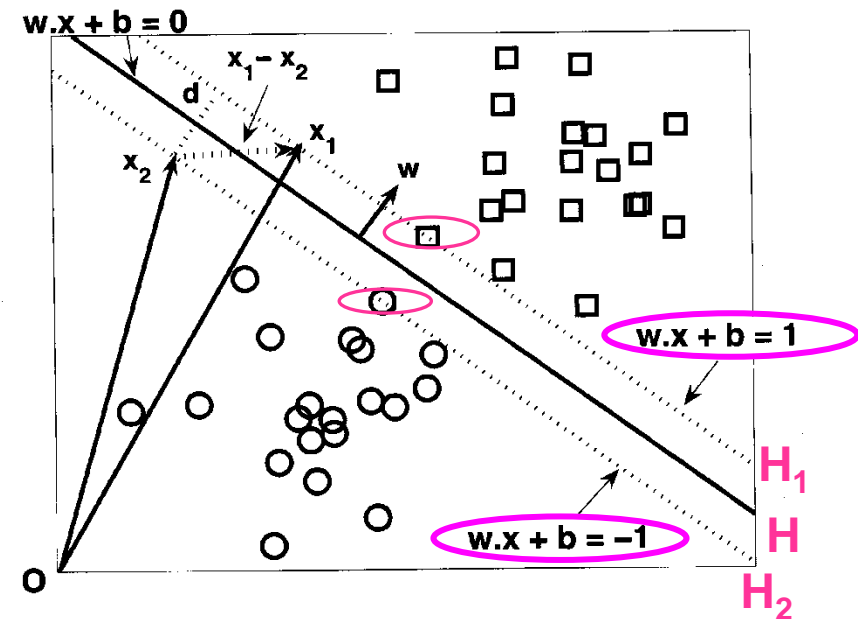 w.x + b = 0
x₁ – x₂
d
x₁
x₂
w
w.x + b = 1
H₁
w.x + b = –1
H
O
H₂